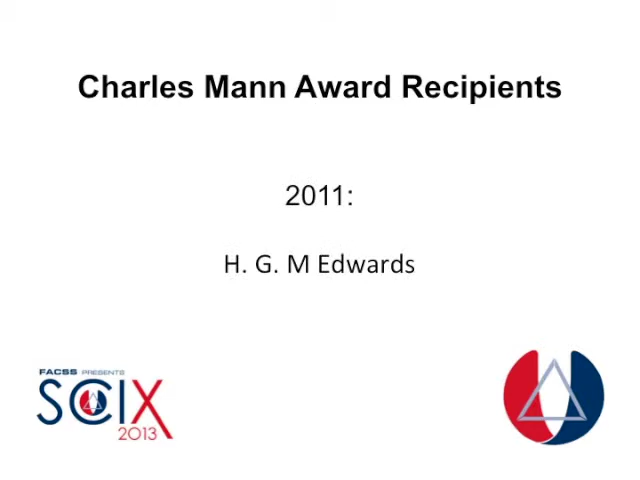 Charles Mann Award Recipients
2011:
H. G. M Edwards
FACSS PRESENTS
SCIX
2013